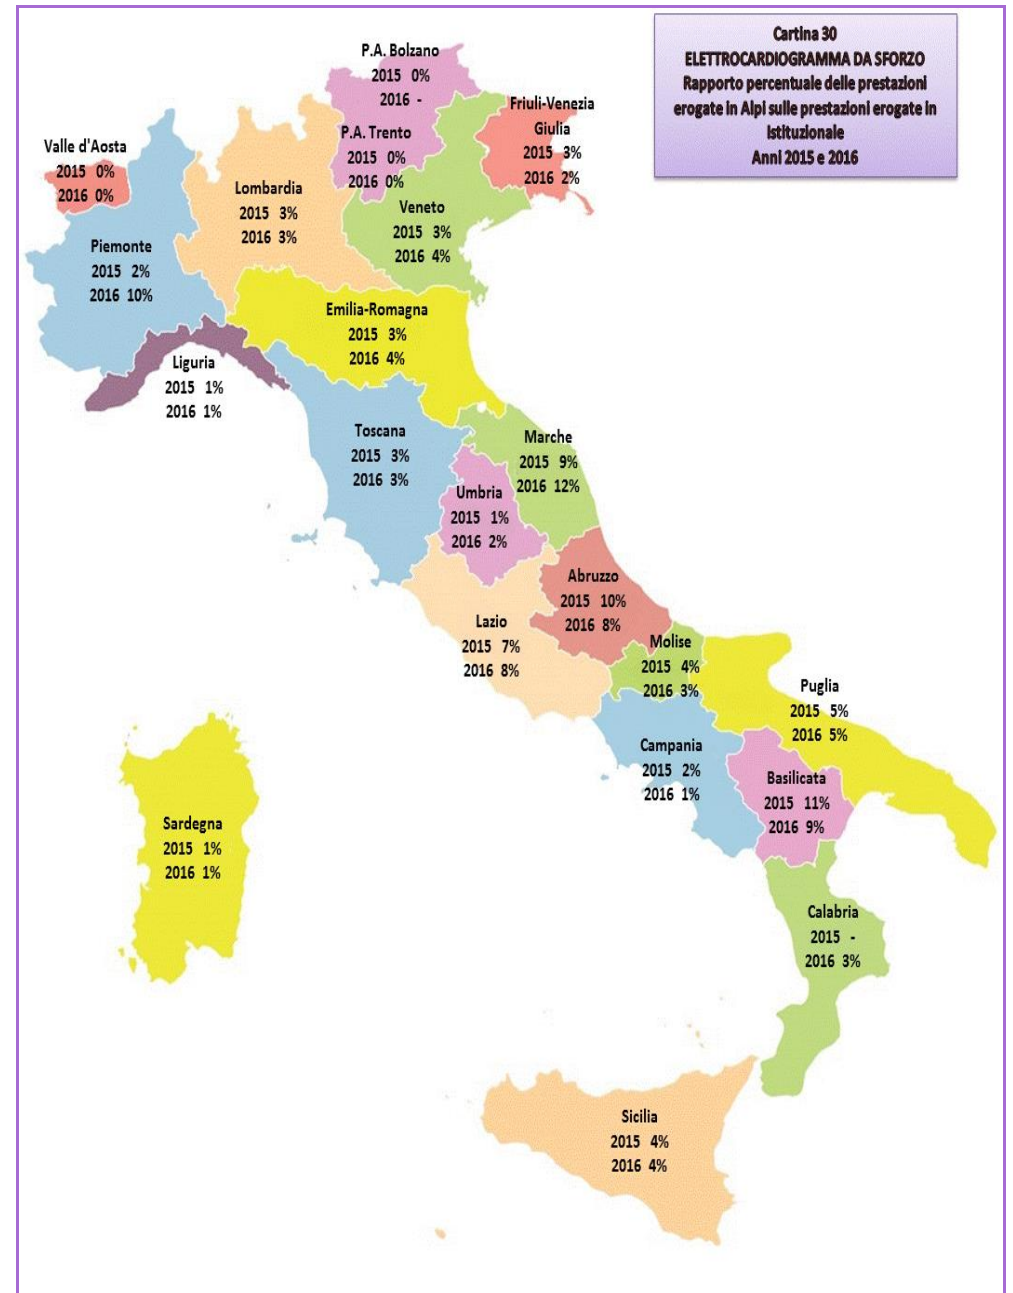 Cartina 30
ELETTROCARDIOGRAMMA DA SFORZO
Rapporto percentuale delle prestazioni
erogate in Alpi sulle prestazioni erogate in
Istituzionale
Anni 2015 e 2016
P.A. Bolzano
2015 0%
2016 -
Friuli-Venezia
Giulia
2015 3%
2016 2%
P.A. Trento
2015 0%
2016 0%
Valle d'Aosta
2015 0%
2016 0%
Lombardia
2015 3%
2016 3%
Veneto
2015 3%
2016 4%
Piemonte
2015 2%
2016 10%
Emilia-Romagna
2015 3%
2016 4%
Liguria
2015 1%
2016 1%
Toscana
2015 3%
2016 3%
Marche
2015 9%
2016 12%
Umbria
2015 1%
2016 2%
Abruzzo
2015 10%
2016 8%
Lazio
2015 7%
2016 8%
Molise
2015 4%
2016 3%
Puglia
2015 5%
2016 5%
Campania
2015 2%
2016 1%
Basilicata
2015 11%
2016 9%
Sardegna
2015 1%
2016 1%
Calabria
2015 -
2016 3%
Sicilia
2015 4%
2016 4%